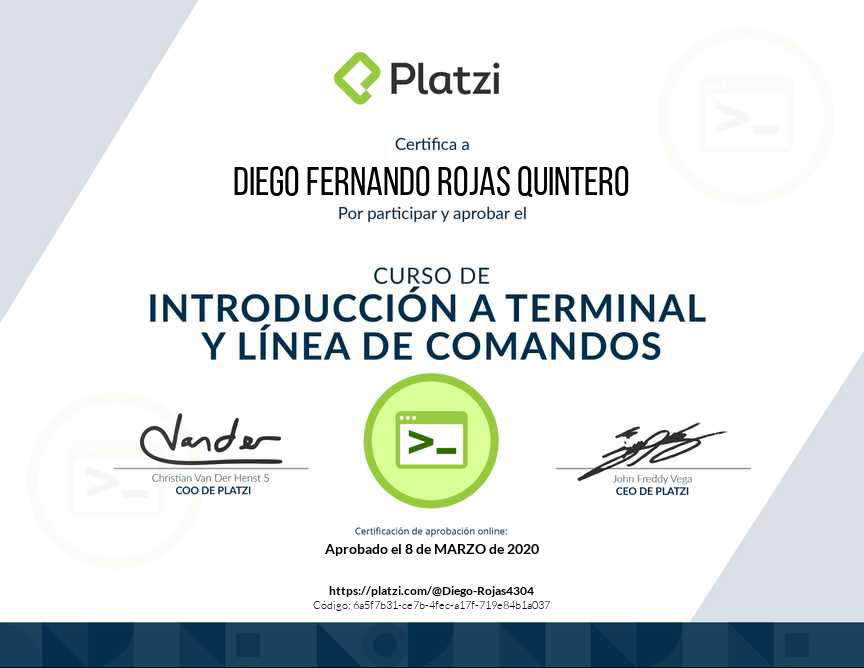 Platzi
Certifica a
DIEGO FERNANDO ROJAS QUINTERO
Por participar y aprobar el
CURSO DE
INTRODUCCIÓN A TERMINAL
Y LÍNEA DE COMANDOS
>_
Vander
Christian Van Der Henst S
COO DE PLATZI
John Freddy Vega
CEO DE PLATZI
Certificación de aprobación online:
Aprobado el 8 de MARZO de 2020
https://platzi.com/@Diego-Rojas4304
Código: 6a5f7b31-ce7b-4fec-a17f-719e84b1a037